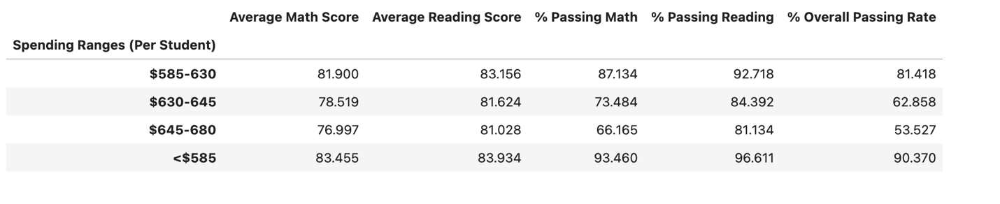 Average Math Score Average Reading Score % Passing Math % Passing Reading % Overall Passing Rate
Spending Ranges (Per Student)
$585-630 81.900 83.156 87.134 92.718 81.418
$630-645 78.519 81.624 73.484 84.392 62.858
$645-680 76.997 81.028 66.165 81.134 53.527
<$585 83.455 83.934 93.460 96.611 90.370